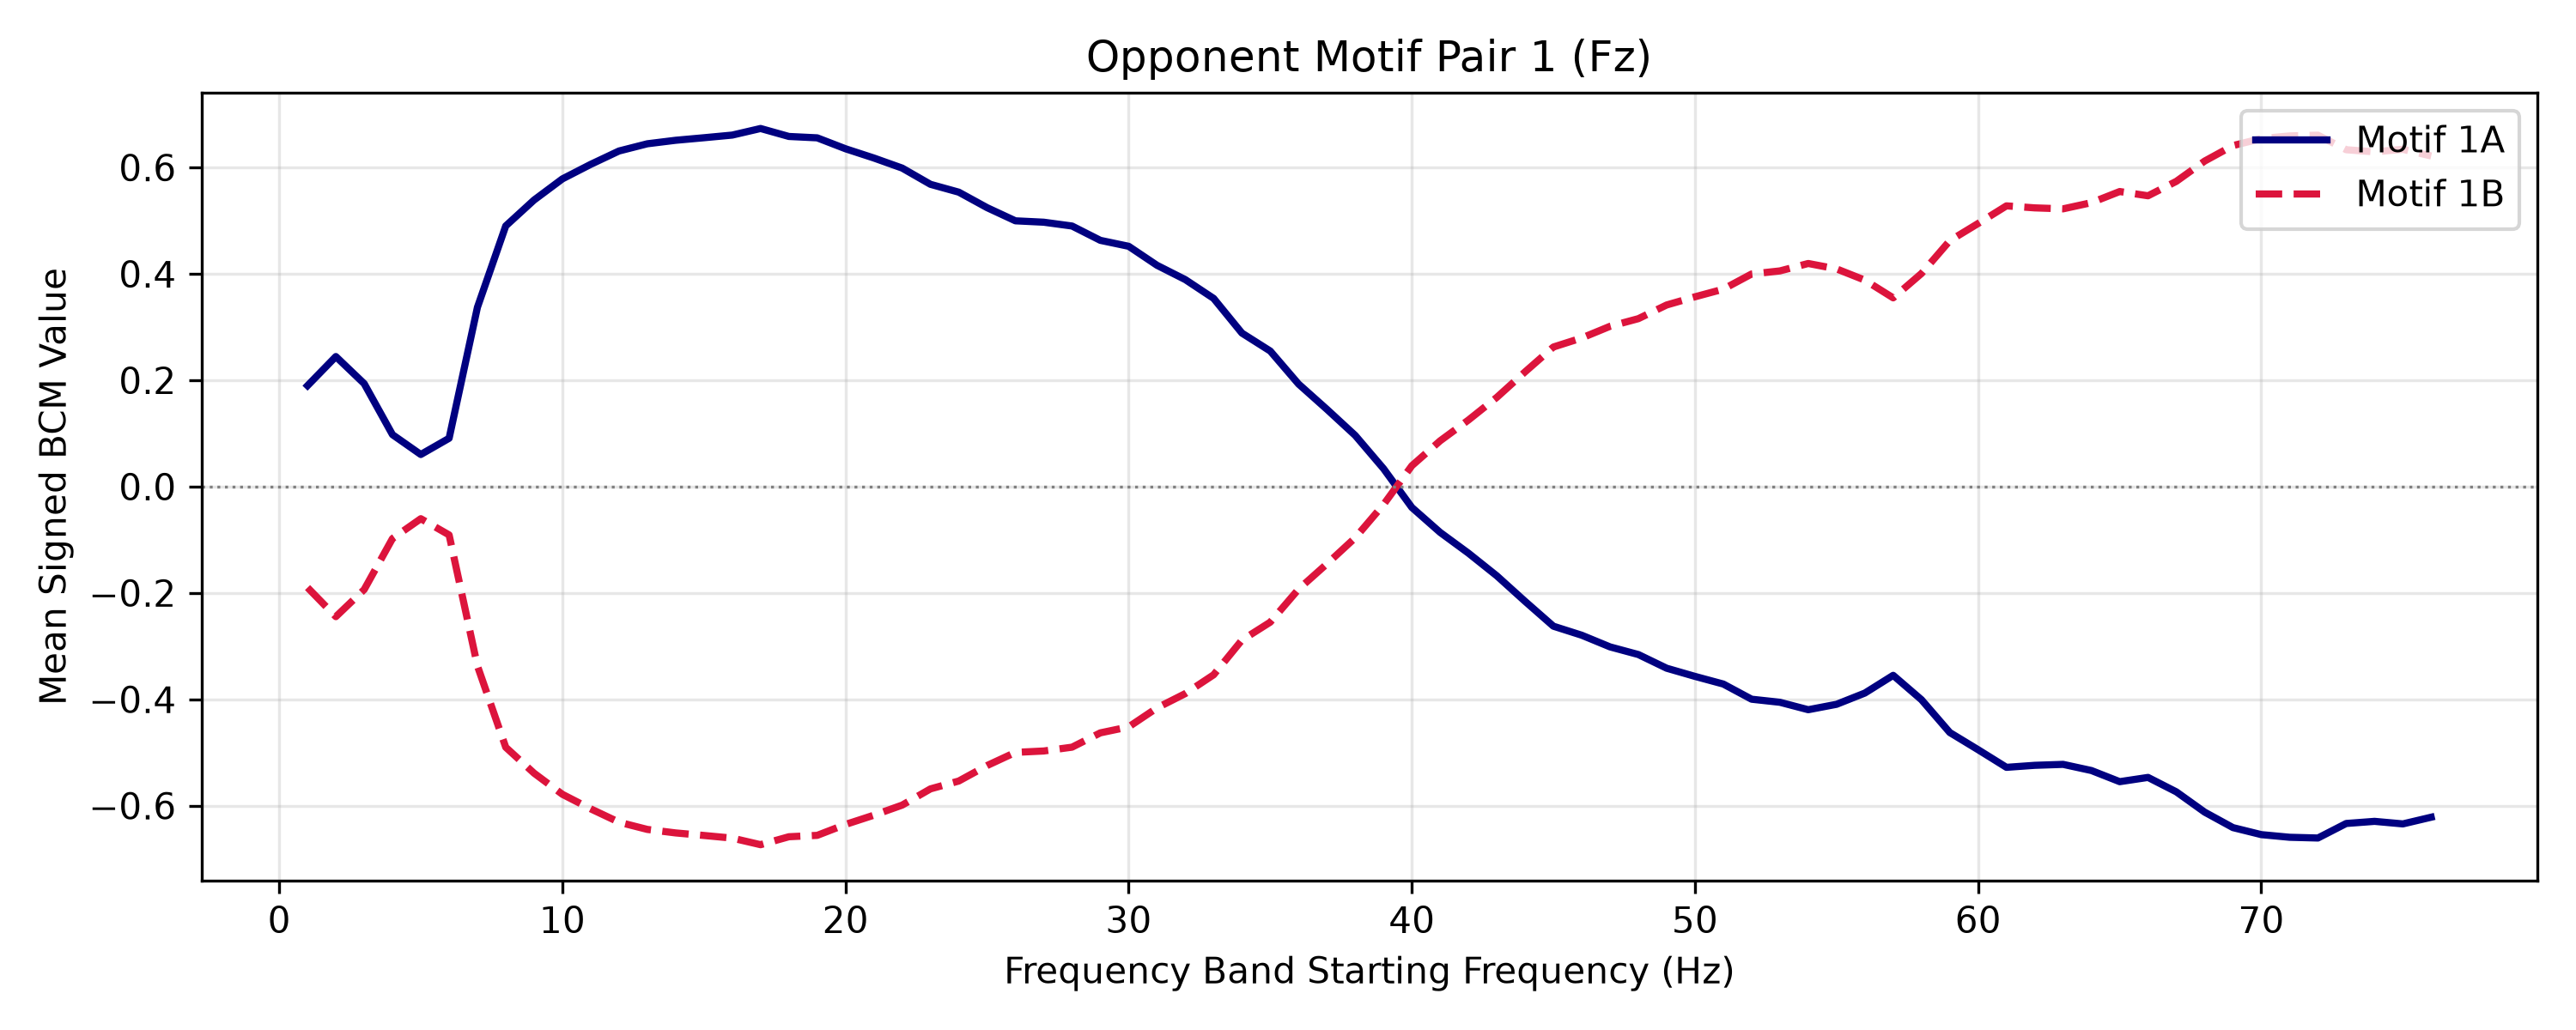 Opponent Motif Pair 1 (Fz)
Motif 1A
Motif 1B
Mean Signed BCM Value
0.6
0.4
0.2
0.0
−0.2
−0.4
−0.6
0 10 20 30 40 50 60 70
Frequency Band Starting Frequency (Hz)